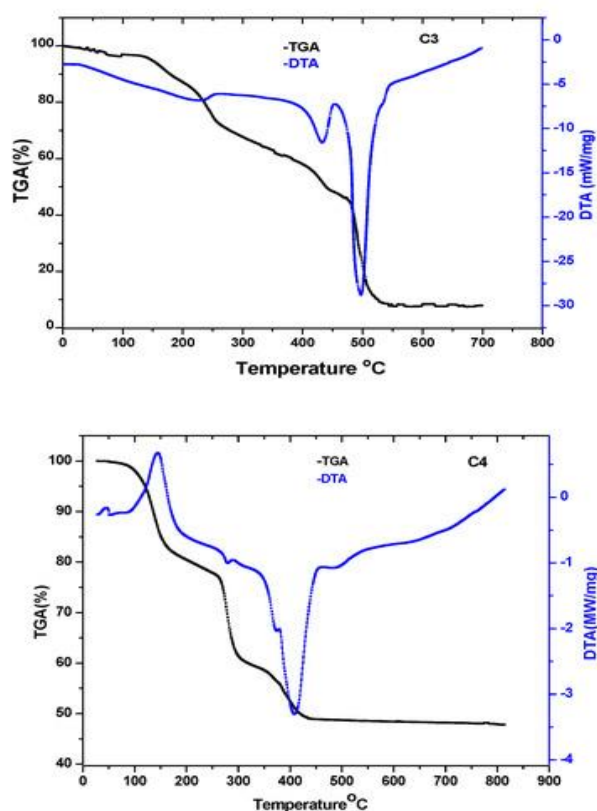 -TGA
-DTA
C3
TGA(%)
100
80
60
40
20
0
0 100 200 300 400 500 600 700 800
Temperature °C
0
-5
-10
-15
-20
-25
-30
DTA (mW/mg)
-TGA
-DTA
C4
TGA(%)
100
90
80
70
60
50
40
0 100 200 300 400 500 600 700 800 900
Temperature°C
0
-1
-2
-3
-4
DTA(MW/mg)